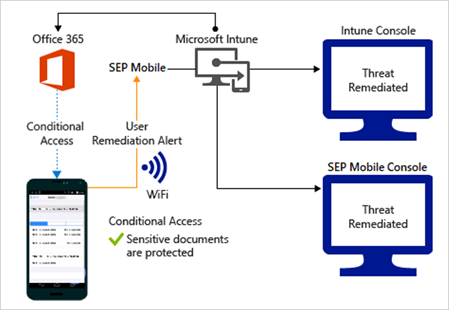 Office 365
Microsoft Intune
Intune Console
SEP Mobile
Threat
Remediated
Conditional
Access
User
Remediation Alert
WiFi
SEP Mobile Console
Threat
Remediated
Conditional Access
Sensitive documents
are protected